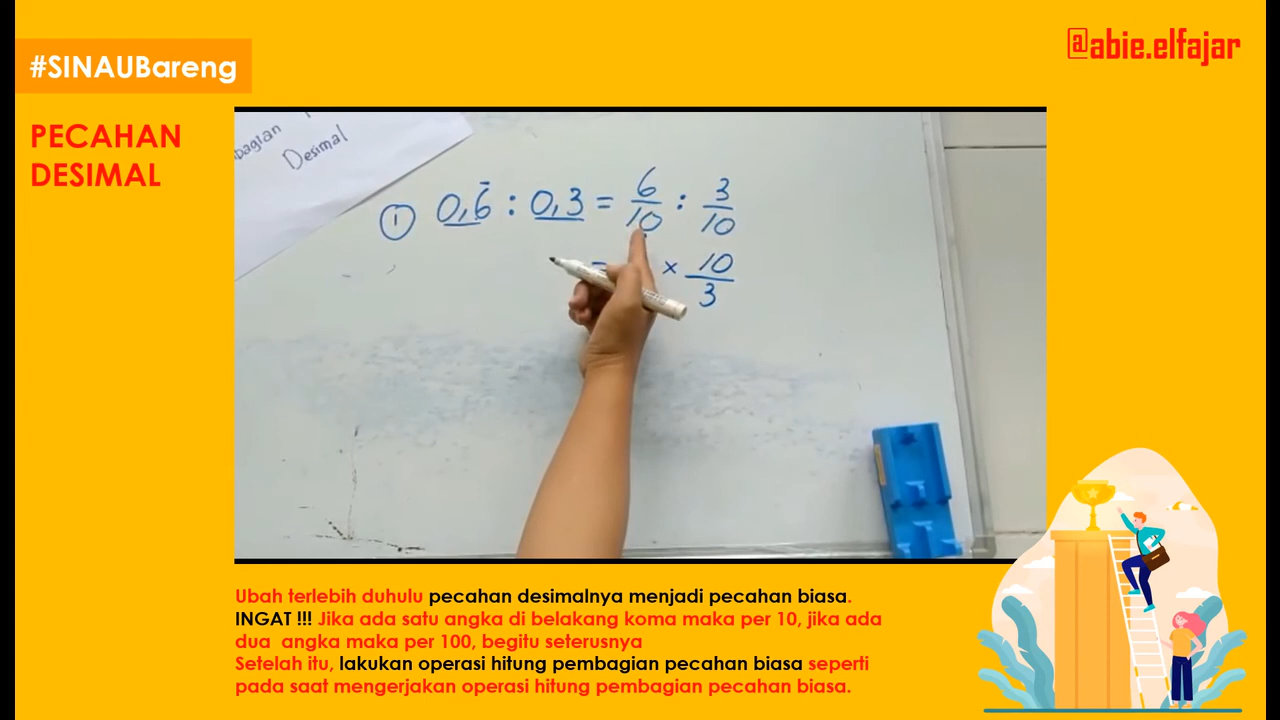 #SINAUBareng
@abie.elfajar
PECAHAN
DESIMAL
Desimal
① 0,6 : 0,3 = 6/10 : 3/10
= × 10/3
Ubah terlebih duhulu pecahan desimalnya menjadi pecahan biasa.
INGAT !!! Jika ada satu angka di belakang koma maka per 10, jika ada
dua angka maka per 100, begitu seterusnya
Setelah itu, lakukan operasi hitung pembagian pecahan biasa seperti
pada saat mengerjakan operasi hitung pembagian pecahan biasa.